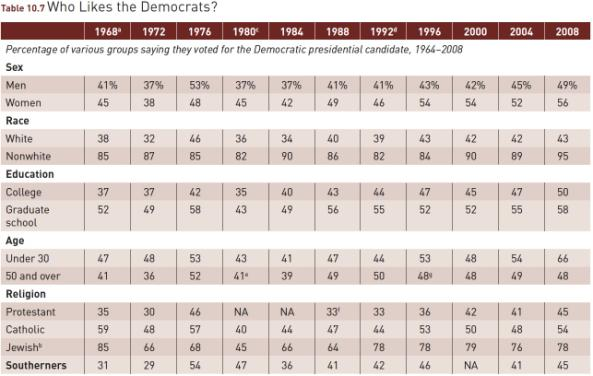 Table 10.7 Who Likes the Democrats?
1968a 1972 1976 1980c 1984 1988 1992d 1996 2000 2004 2008
Percentage of various groups saying they voted for the Democratic presidential candidate, 1964–2008
Sex
Men 41% 37% 53% 37% 37% 41% 41% 43% 42% 45% 49%
Women 45 38 48 45 42 49 46 54 54 52 56
Race
White 38 32 46 36 34 40 39 43 42 42 43
Nonwhite 85 87 85 82 90 86 82 84 90 89 95
Education
College 37 37 42 35 40 43 44 47 45 47 50
Graduate 52 49 58 43 49 56 55 52 52 55 58
school
Age
Under 30 47 48 53 43 41 47 44 53 48 54 66
50 and over 41 36 52 41e 39 49 50 48g 48 49 48
Religion
Protestant 35 30 46 NA NA 33f 33 36 42 41 45
Catholic 59 48 57 40 44 47 44 53 50 48 54
Jewishb 85 66 68 45 66 64 78 78 79 76 78
Southerners 31 29 54 47 36 41 42 46 NA 41 45